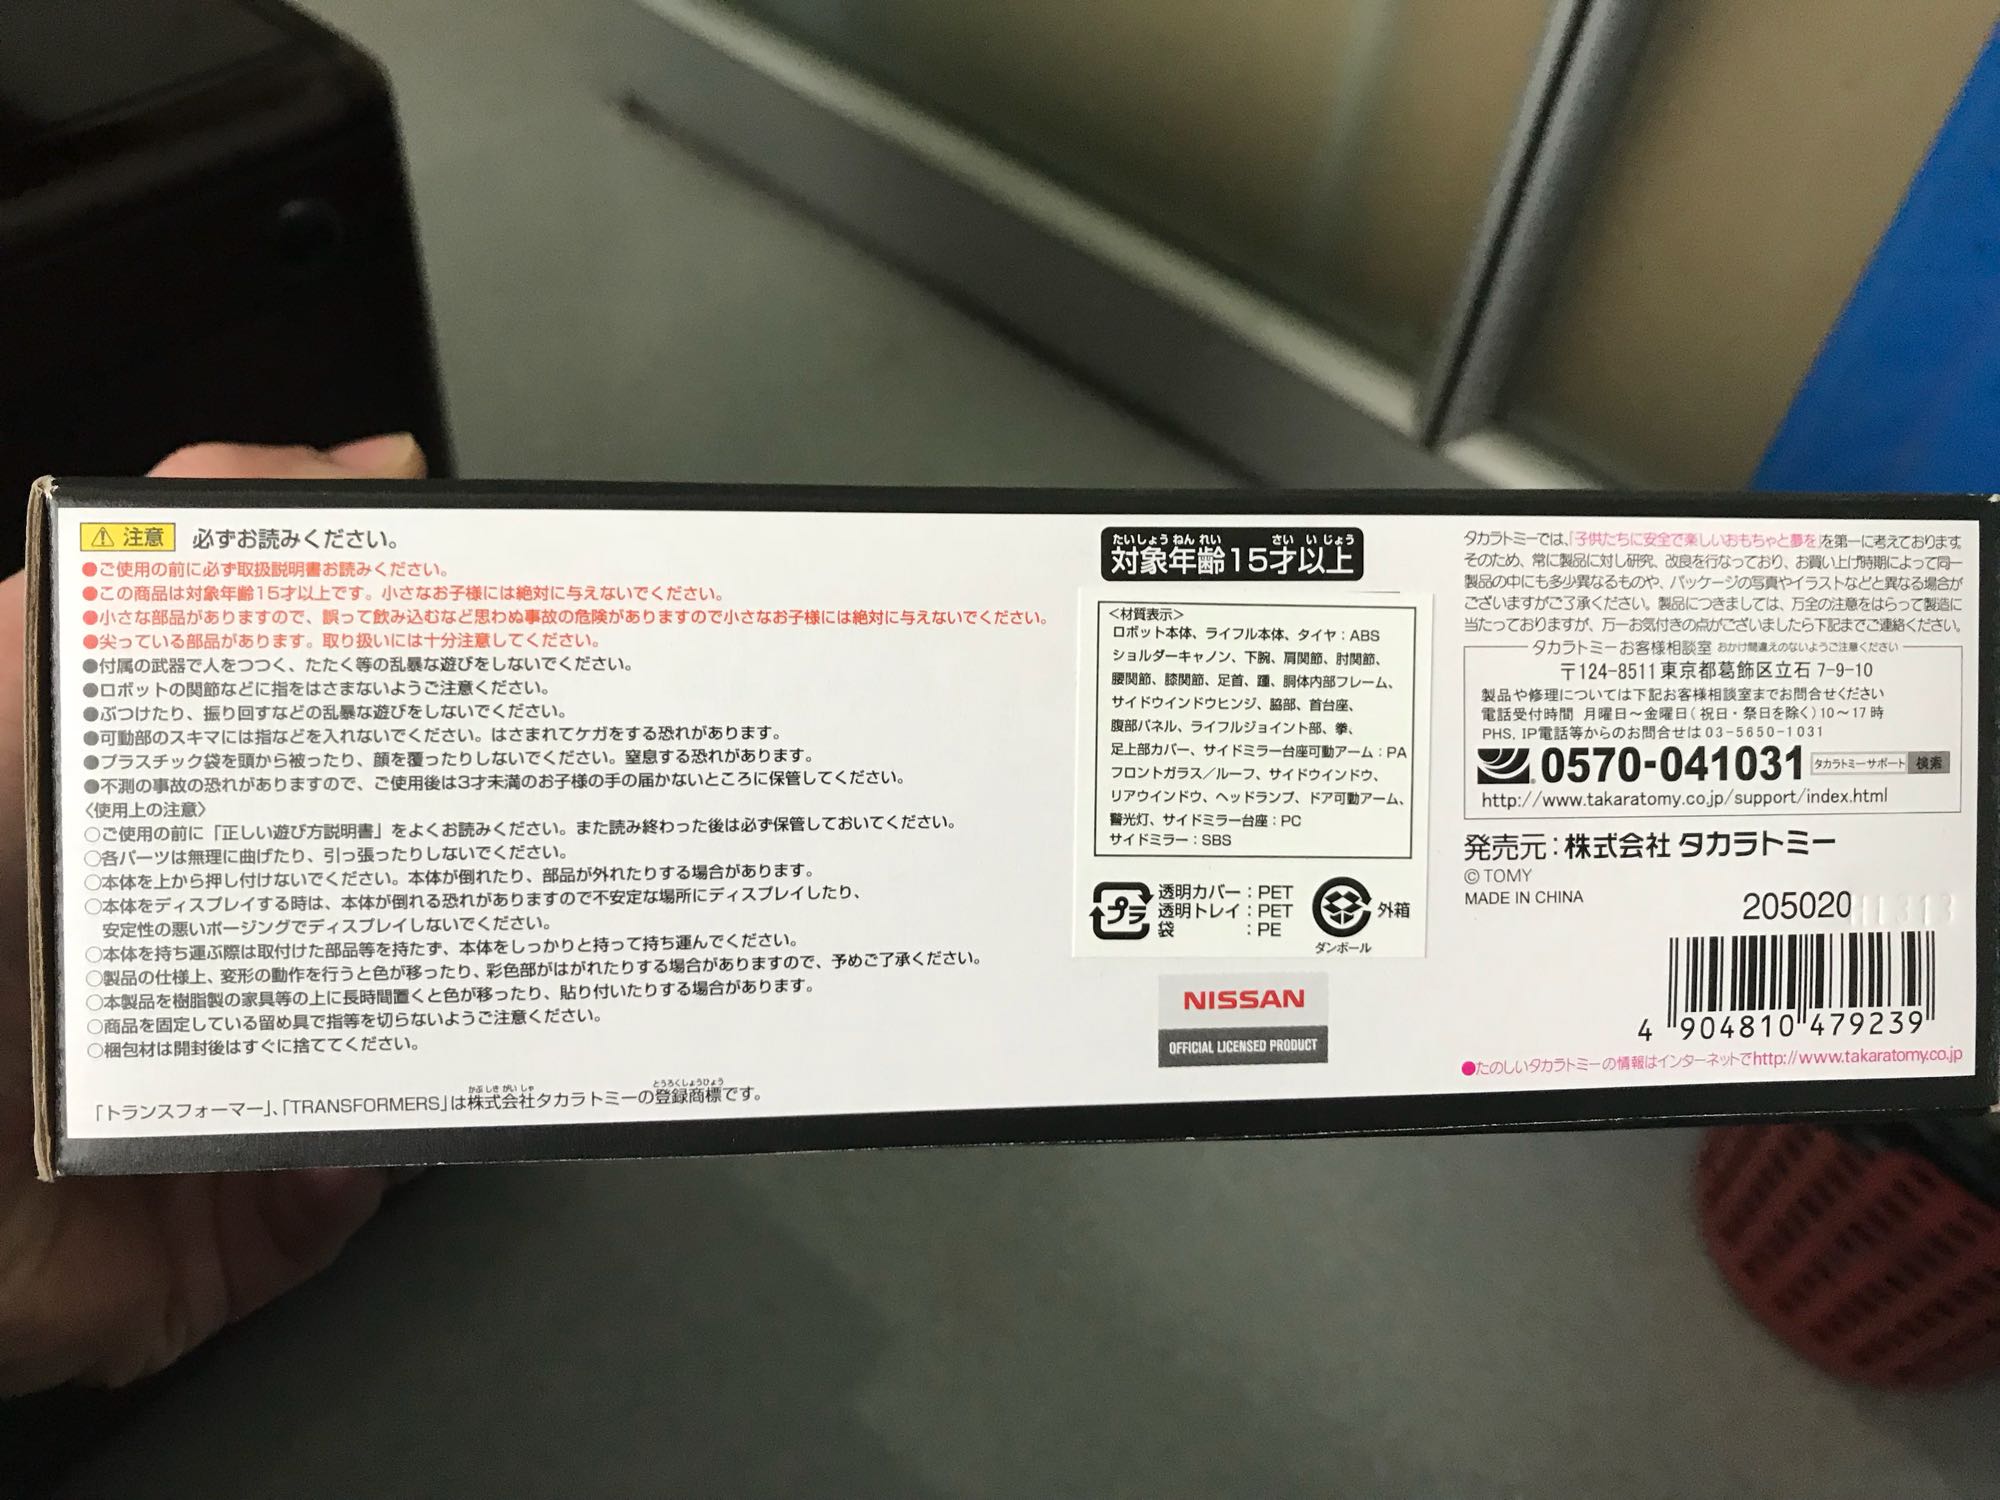 注意 必ずお読みください。
●ご使用の前に必ず取扱説明書お読みください。
●この商品は対象年齢15才以上です。小さなお子様には絶対に与えないでください。
●小さな部品がありますので、誤って飲み込むなど思わぬ事故の危険がありますので小さなお子様には絶対に与えないでください。
●尖っている部品があります。取り扱いには十分注意してください。
●付属の武器で人をつつく、たたく等の乱暴な遊びをしないでください。
●ロボットの関節などに指をはさまないようご注意ください。
●ぶつけたり、振り回すなどの乱暴な遊びをしないでください。
●可動部のスキマには指などを入れないでください。はさまれてケガをする恐れがあります。
●プラスチック袋を頭から被ったり、顔を覆ったりしないでください。窒息する恐れがあります。
●不測の事故の恐れがありますので、ご使用後は3才未満のお子様の手の届かないところに保管してください。
〈使用上の注意〉
○ご使用の前に「正しい遊び方説明書」をよくお読みください。また読み終わった後は必ず保管しておいてください。
○各パーツは無理に曲げたり、引っ張ったりしないでください。
○本体を上から押し付けないでください。本体が倒れたり、部品が外れたりする場合があります。
○本体をディスプレイする時は、本体が倒れる恐れがありますので不安定な場所にディスプレイしたり、
安定性の悪いポージングでディスプレイしないでください。
○本体を持ち運ぶ際は取付けた部品等を持たず、本体をしっかりと持って持ち運んでください。
○製品の仕様上、変形の動作を行うと色が移ったり、彩色部がはがれたりする場合がありますので、予めご了承ください。
○本製品を樹脂製の家具等の上に長時間置くと色が移ったり、貼り付いたりする場合があります。
○商品を固定している留め具で指等を切らないようご注意ください。
○梱包材は開封後はすぐに捨ててください。
かぶしきがいしゃ とうろくしょうひょう
「トランスフォーマー」、「TRANSFORMERS」は株式会社タカラトミーの登録商標です。
たいしょうねんれい さいいじょう
対象年齢15才以上
<材質表示>
ロボット本体、ライフル本体、タイヤ：ABS
ショルダーキャノン、下腕、肩関節、肘関節、
腰関節、膝関節、足首、踵、胴体内部フレーム、
サイドウインドウヒンジ、脇部、首台座、
腹部パネル、ライフルジョイント部、拳、
足上部カバー、サイドミラー台座可動アーム：PA
フロントガラス／ルーフ、サイドウインドウ、
リアウインドウ、ヘッドランプ、ドア可動アーム、
警光灯、サイドミラー台座：PC
サイドミラー：SBS
プラ
透明カバー：PET
透明トレイ：PET
袋　　　　：PE
外箱
ダンボール
NISSAN
OFFICIAL LICENSED PRODUCT
タカラトミーでは、「子供たちに安全で楽しいおもちゃと夢を」を第一に考えております。
そのため、常に製品に対し研究、改良を行なっており、お買い上げ時期によって同一
製品の中にも多少異なるものや、パッケージの写真やイラストなどと異なる場合が
ございますがご了承ください。製品につきましては、万全の注意をはらって製造に
当たっておりますが、万一お気付きの点がございましたら下記までご連絡ください。
タカラトミーお客様相談室 おかけ間違えのないようご注意ください
〒124-8511 東京都葛飾区立石 7-9-10
製品や修理については下記お客様相談室までお問合せください
電話受付時間 月曜日〜金曜日(祝日・祭日を除く)10〜17時
PHS、IP電話等からのお問合せは 03-5650-1031
0570-041031 タカラトミーサポート 検索
http://www.takaratomy.co.jp/support/index.html
発売元：株式会社 タカラトミー
© TOMY
MADE IN CHINA
205020
4 904810 479239
●たのしいタカラトミーの情報はインターネットでhttp://www.takaratomy.co.jp